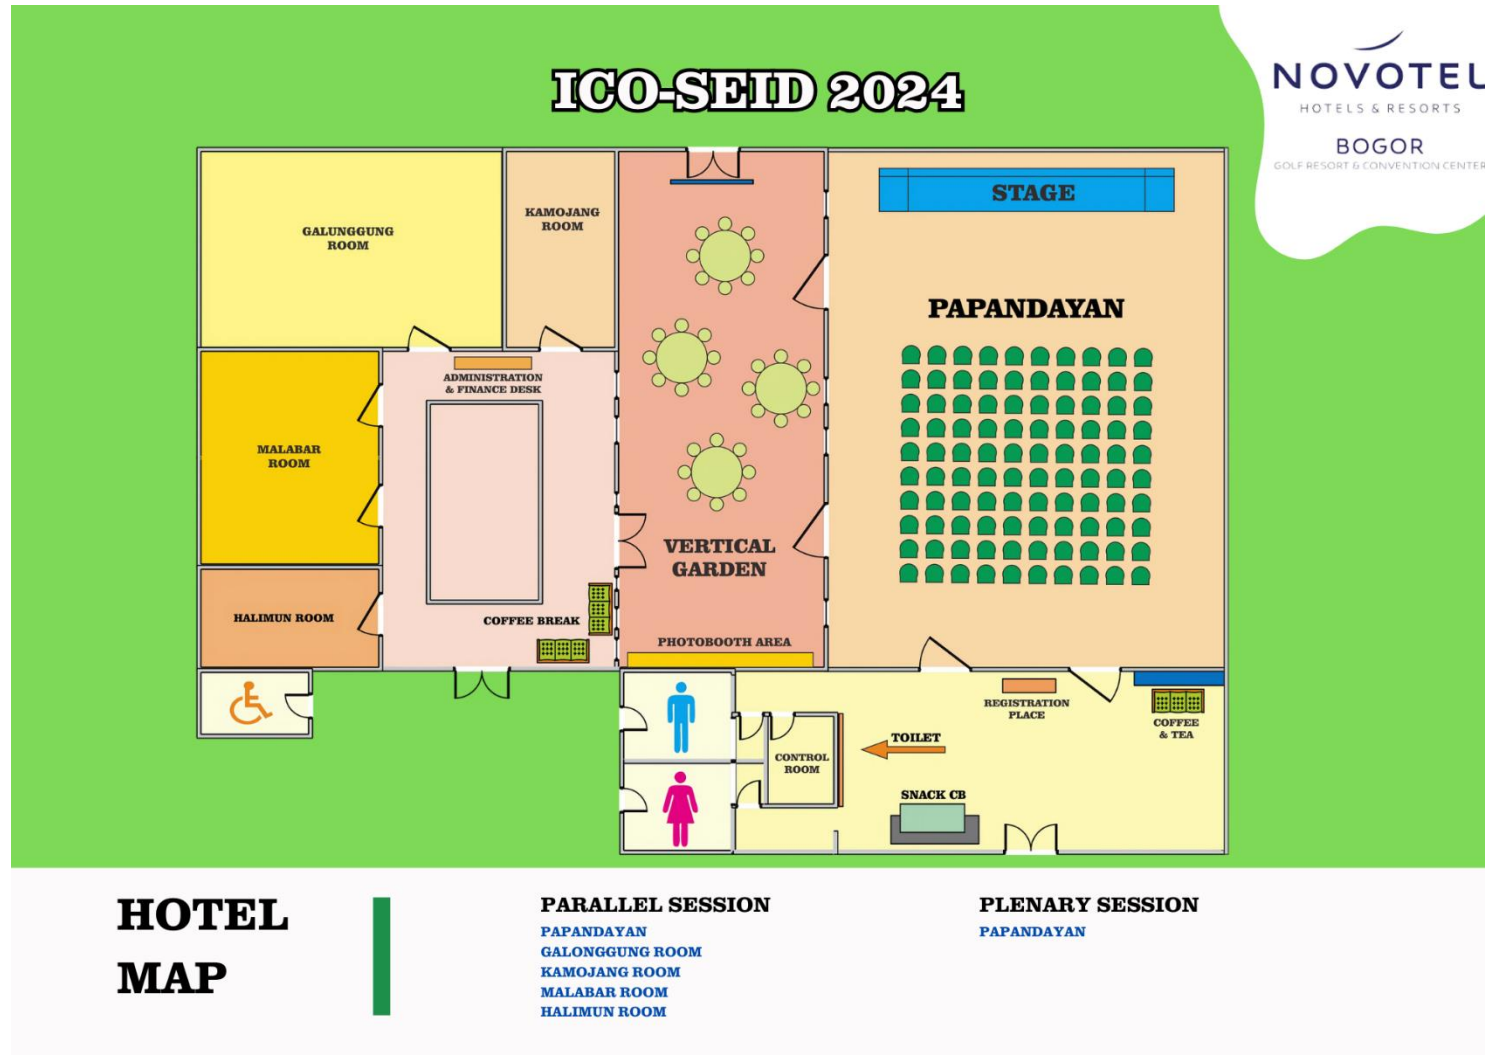 ICO-SEID 2024
NOVOTEL
HOTELS & RESORTS
BOGOR
GOLF RESORT & CONVENTION CENTER
GALUNGGUNG
ROOM
KAMOJANG
ROOM
STAGE
PAPANDAYAN
ADMINISTRATION
& FINANCE DESK
MALABAR
ROOM
VERTICAL
GARDEN
HALIMUN ROOM
COFFEE BREAK
PHOTOBOOTH AREA
REGISTRATION
PLACE
COFFEE
& TEA
TOILET
CONTROL
ROOM
SNACK CB
HOTEL
MAP
PARALLEL SESSION
PAPANDAYAN
GALONGGUNG ROOM
KAMOJANG ROOM
MALABAR ROOM
HALIMUN ROOM
PLENARY SESSION
PAPANDAYAN